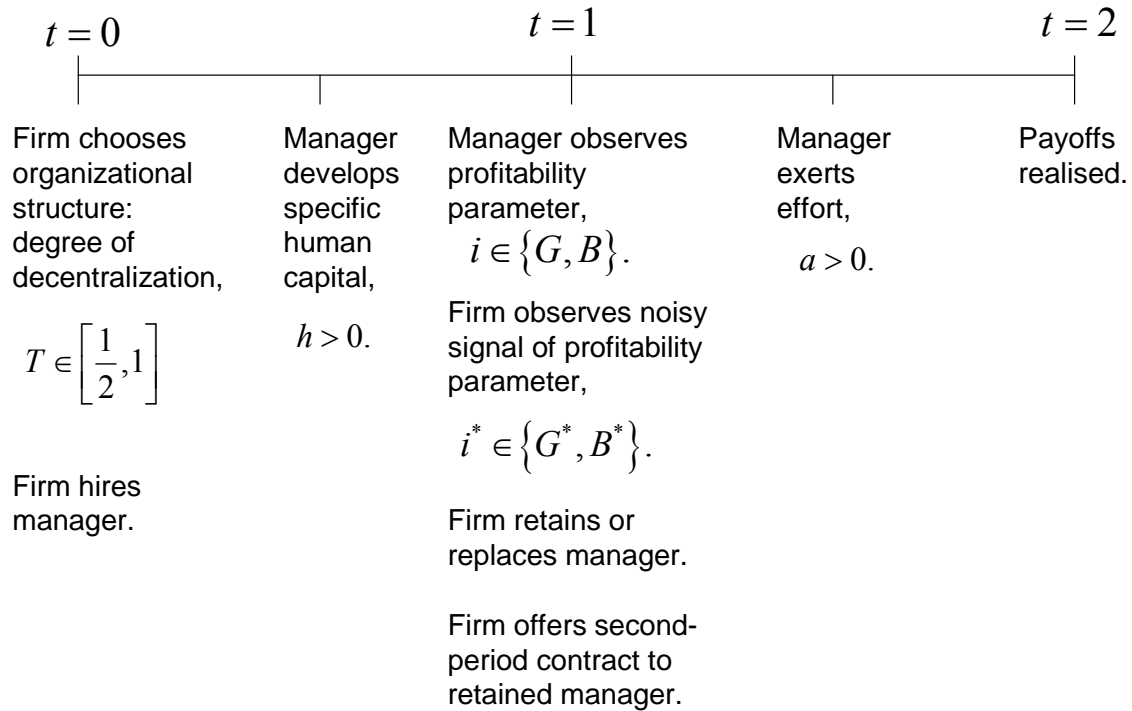 t = 0
t = 1
t = 2
Firm chooses
organizational
structure:
degree of
decentralization,
T ∈ [1/2, 1]
Firm hires
manager.
Manager
develops
specific
human
capital,
h > 0.
Manager observes
profitability
parameter,
i ∈ {G, B}.
Firm observes noisy
signal of profitability
parameter,
i* ∈ {G*, B*}.
Firm retains or
replaces manager.
Firm offers second-
period contract to
retained manager.
Manager
exerts
effort,
a > 0.
Payoffs
realised.